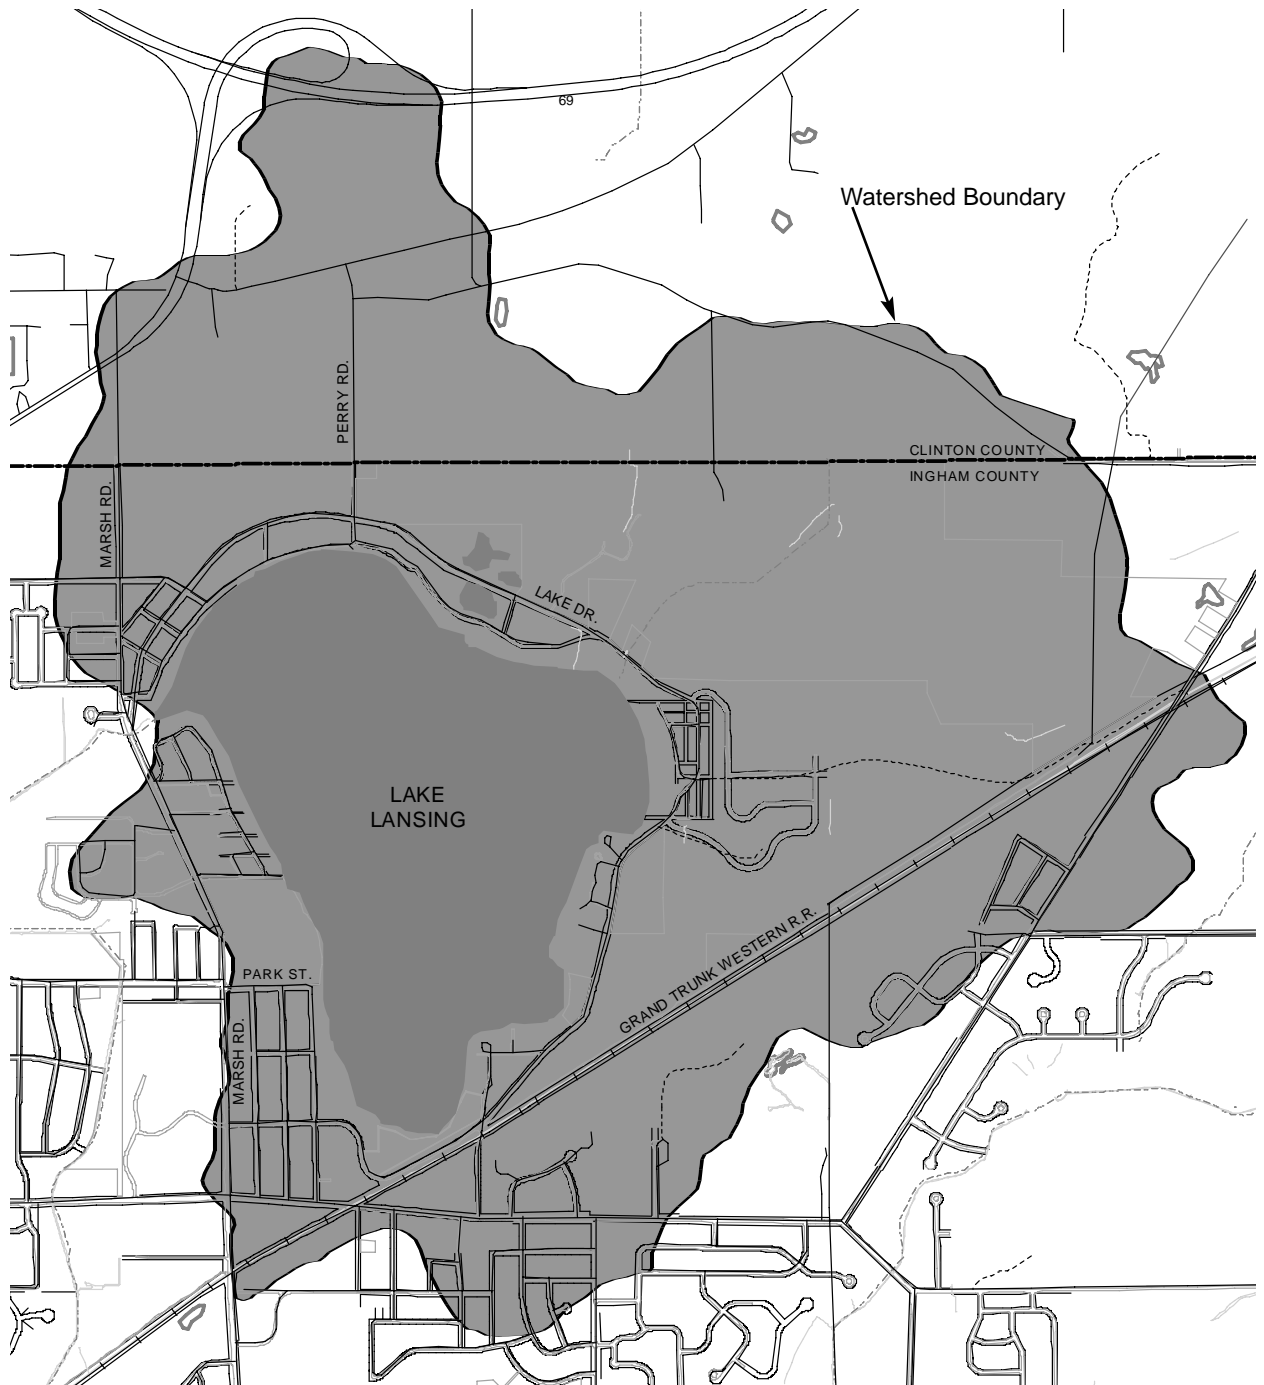 69
Watershed Boundary
PERRY RD.
CLINTON COUNTY
INGHAM COUNTY
MARSH RD.
LAKE DR.
LAKE
LANSING
GRAND TRUNK WESTERN R.R.
PARK ST.
MARSH RD.